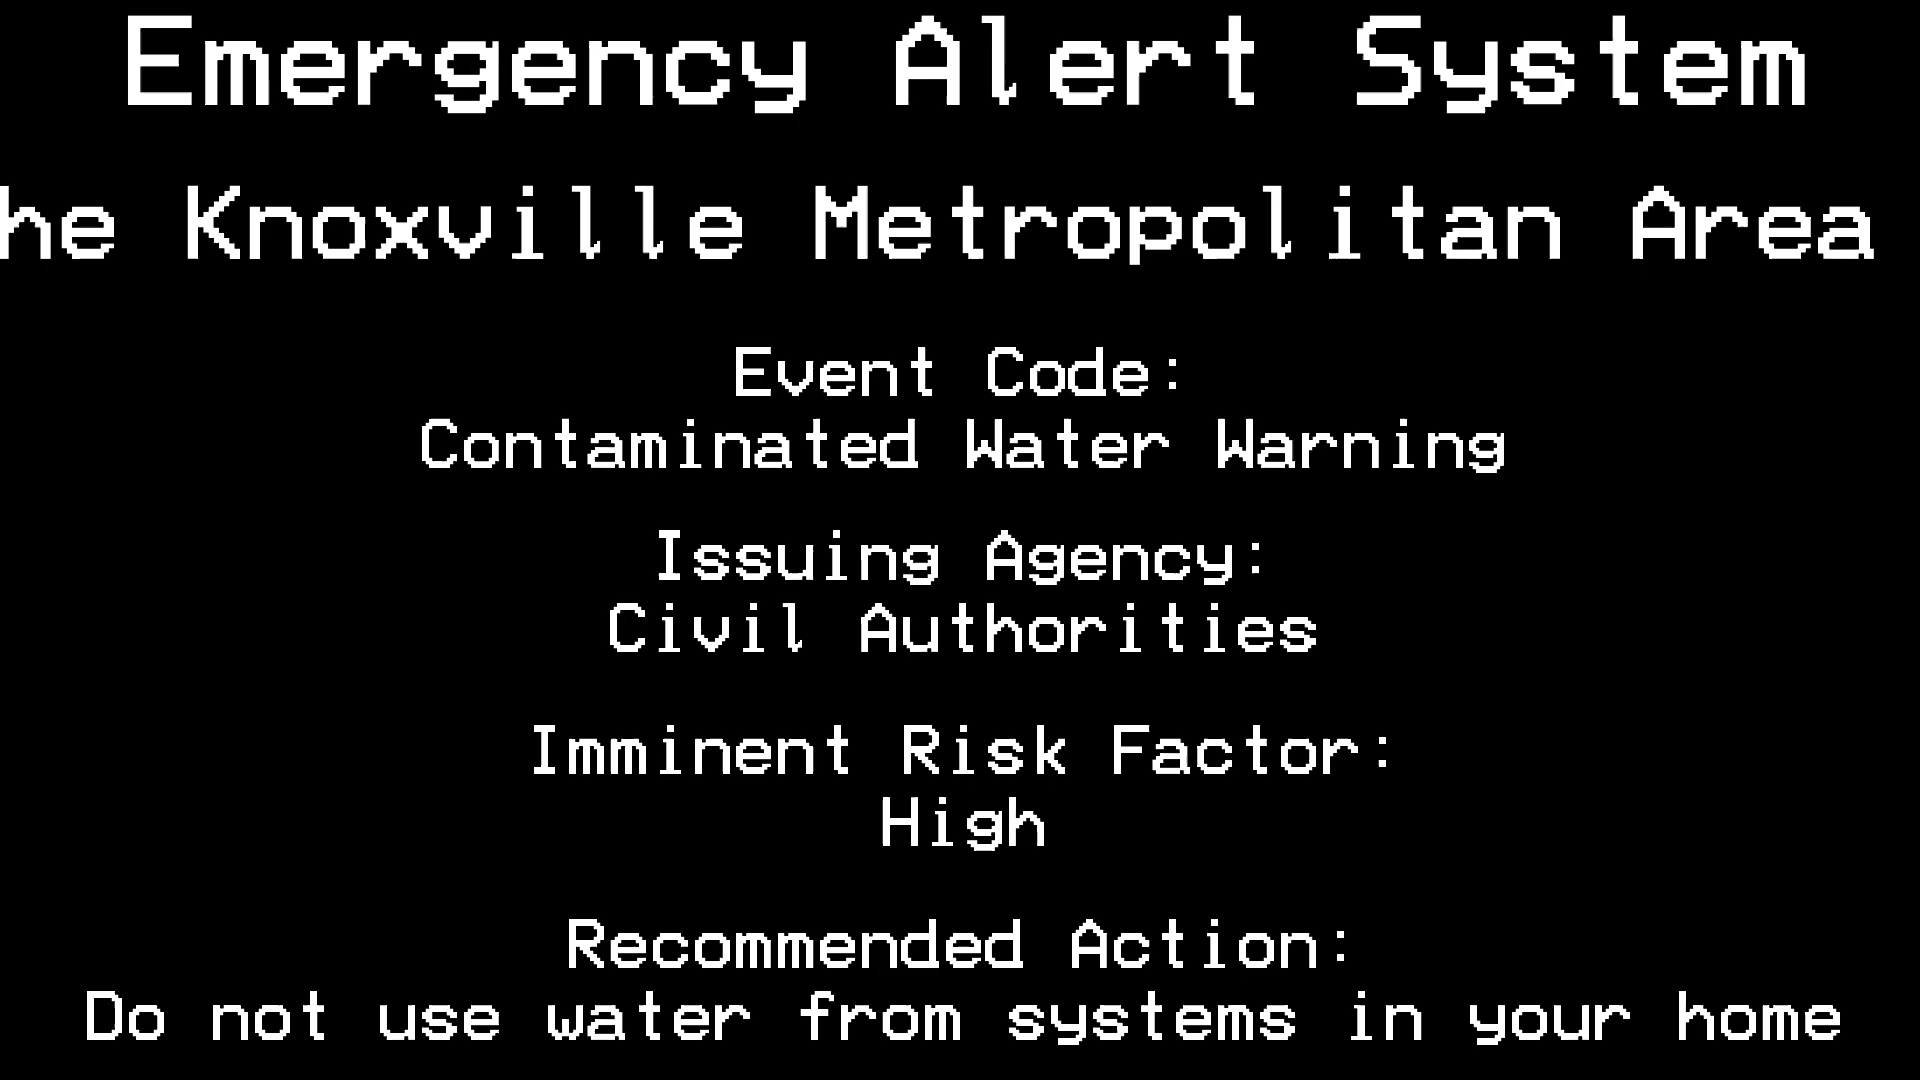 Emergency Alert System
he Knoxville Metropolitan Area
Event Code:
Contaminated Water Warning
Issuing Agency:
Civil Authorities
Imminent Risk Factor:
High
Recommended Action:
Do not use water from systems in your home